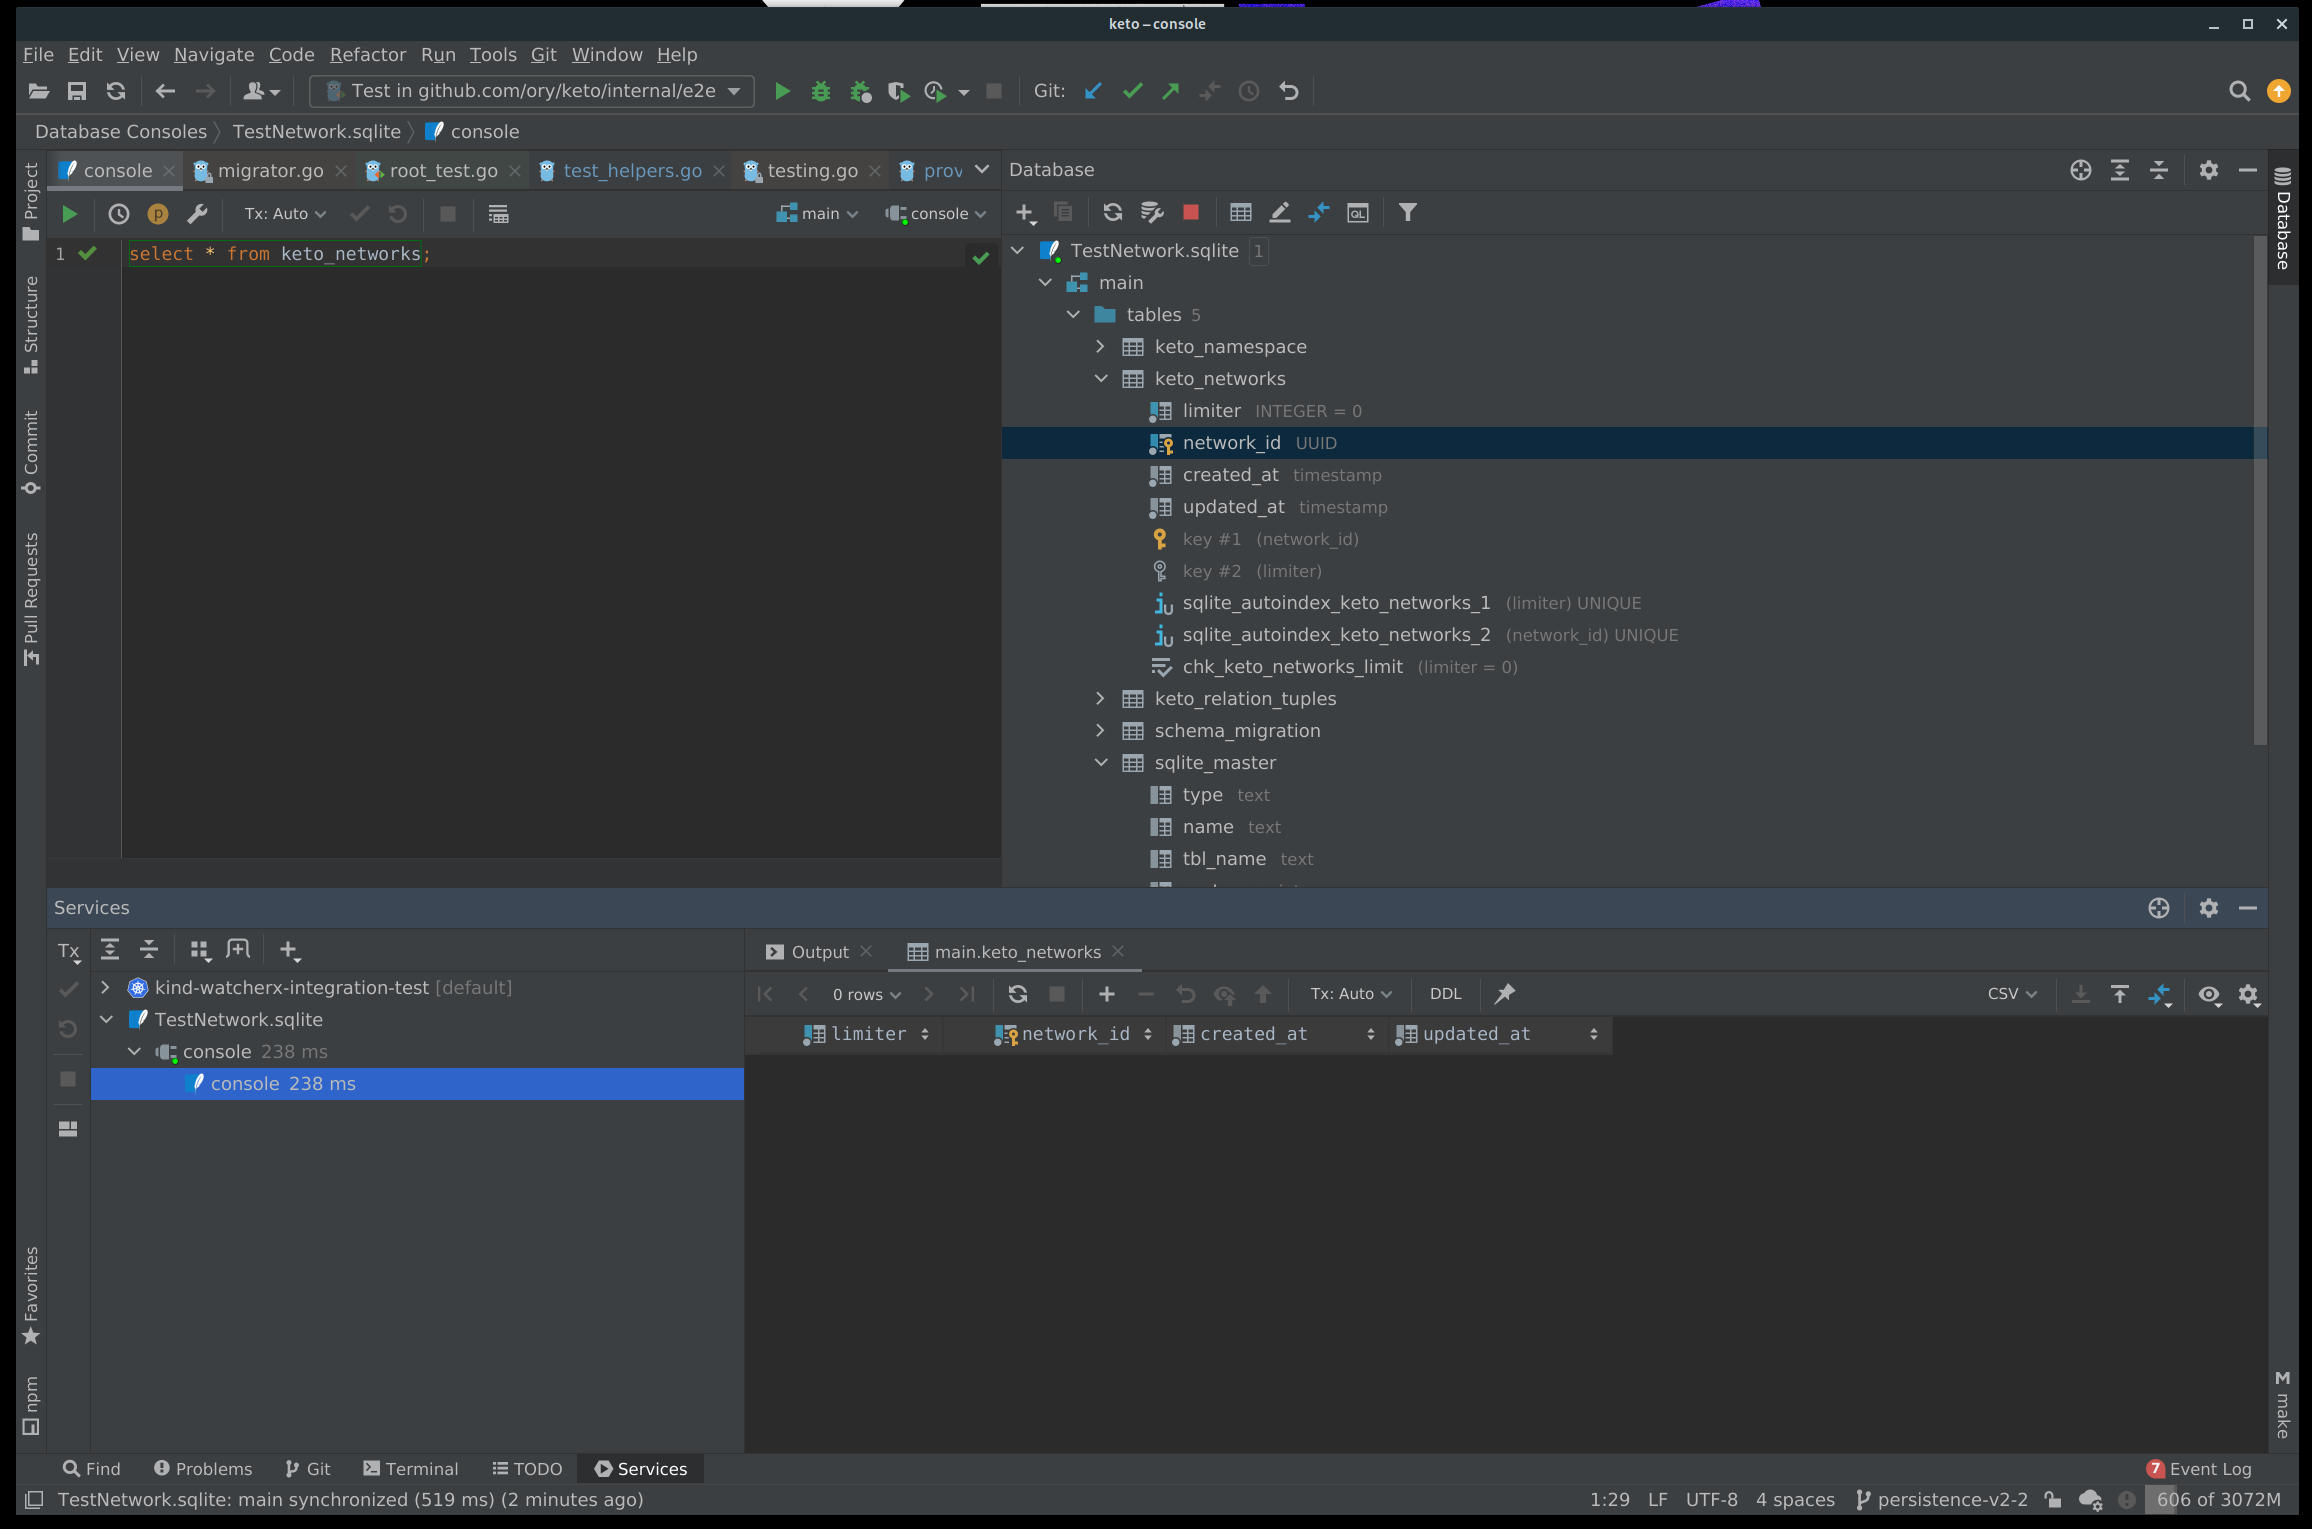 keto – console
File Edit View Navigate Code Refactor Run Tools Git Window Help
Test in github.com/ory/keto/internal/e2e
Git:
Database Consoles TestNetwork.sqlite console
Project
Structure
Commit
Pull Requests
Favorites
npm
console migrator.go root_test.go test_helpers.go testing.go prov
Tx: Auto main console
1 select * from keto_networks;
Database
TestNetwork.sqlite 1
main
tables 5
keto_namespace
keto_networks
limiter INTEGER = 0
network_id UUID
created_at timestamp
updated_at timestamp
key #1 (network_id)
key #2 (limiter)
sqlite_autoindex_keto_networks_1 (limiter) UNIQUE
sqlite_autoindex_keto_networks_2 (network_id) UNIQUE
chk_keto_networks_limit (limiter = 0)
keto_relation_tuples
schema_migration
sqlite_master
type text
name text
tbl_name text
Database
make
Services
Tx
kind-watcherx-integration-test [default]
TestNetwork.sqlite
console 238 ms
console 238 ms
Output main.keto_networks
0 rows Tx: Auto DDL CSV
limiter network_id created_at updated_at
Find Problems Git Terminal TODO Services 7 Event Log
TestNetwork.sqlite: main synchronized (519 ms) (2 minutes ago) 1:29 LF UTF-8 4 spaces persistence-v2-2 606 of 3072M